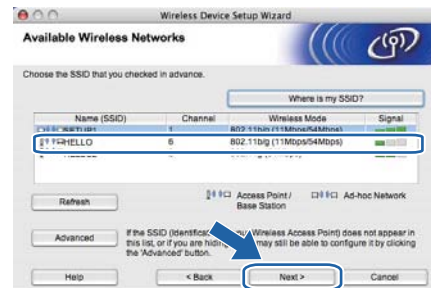 Wireless Device Setup Wizard
Available Wireless Networks
Choose the SSID that you checked in advance.
Where is my SSID?
Name (SSID) Channel Wireless Mode Signal
SETUP1 1 802.11b/g (11Mbps/54Mbps)
HELLO 6 802.11b/g (11Mbps/54Mbps)
Refresh
Access Point/ Base Station
Ad-hoc Network
Advanced
If the SSID (Identificat Wireless Access Point) does not appear in
this list, or if you are hiding may still be able to configure it by clicking
the 'Advanced' button.
Help < Back Next > Cancel